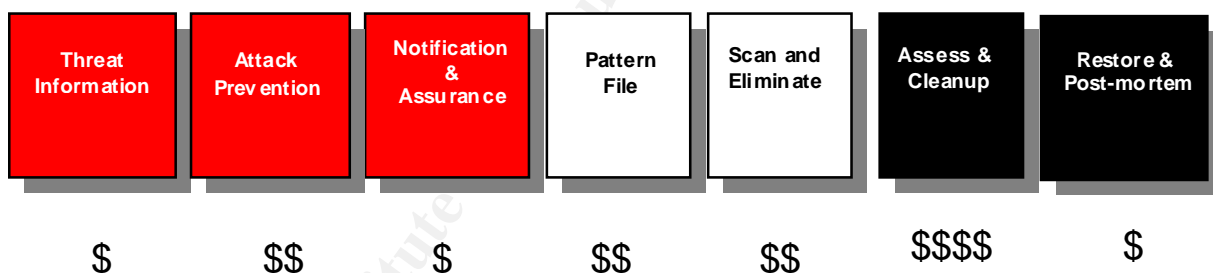 Threat
Information
Attack
Prevention
Notification
&
Assurance
Pattern
File
Scan and
Eliminate
Assess &
Cleanup
Restore &
Post-mortem
$
$$
$
$$
$$
$$$$
$